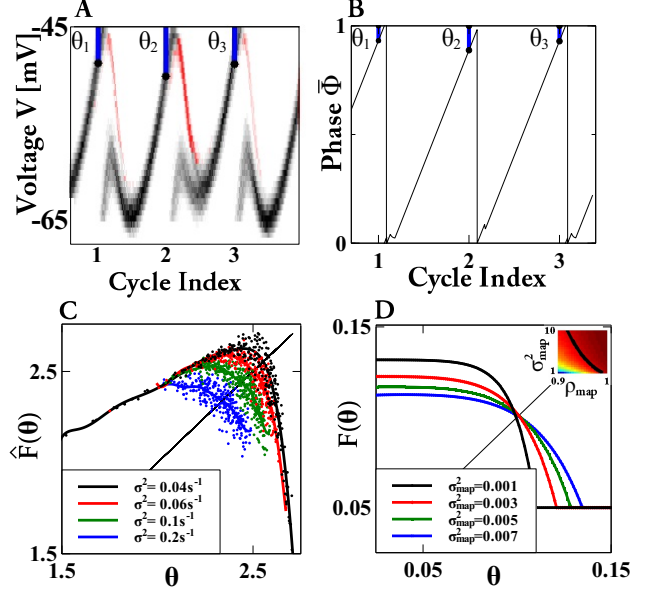 A
-45
θ1
θ2
θ3
Voltage V [mV]
-65
1
2
3
Cycle Index
B
1
θ1
θ2
θ3
Phase Φ̄
0
1
2
3
Cycle Index
C
2.5
F̂(θ)
σ²= 0.04s⁻¹
σ²= 0.06s⁻¹
σ²= 0.1s⁻¹
σ²= 0.2s⁻¹
1.5
1.5
2.5
θ
D
0.15
10
σ²map
1
0.9
1
ρmap
F(θ)
0.05
σ²map=0.001
σ²map=0.003
σ²map=0.005
σ²map=0.007
0.05
0.15
θ